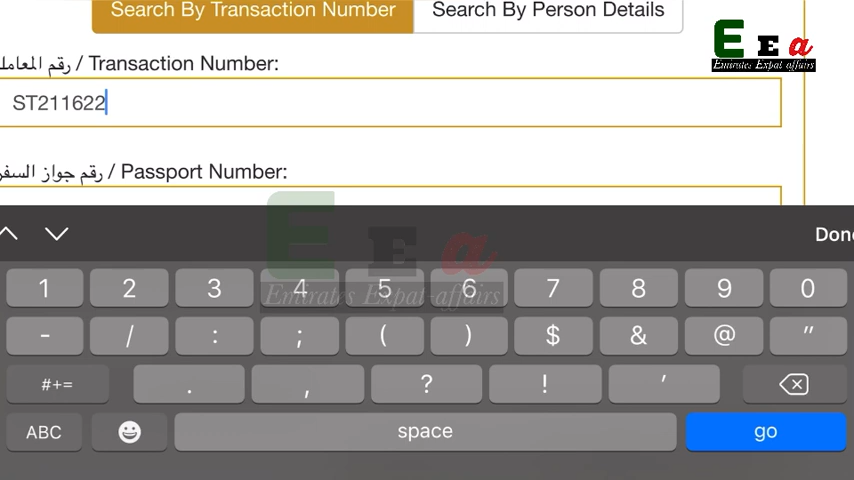 Search By Transaction Number Search By Person Details
E E a
Emirates Expat-affairs
رقم المعامل / Transaction Number:
ST211622
رقم جواز السفر / Passport Number:
E E a
Emirates Expat-affairs
Done
1 2 3 4 5 6 7 8 9 0
- / : ; ( ) $ & @ "
#+= . , ? ! '
ABC space go